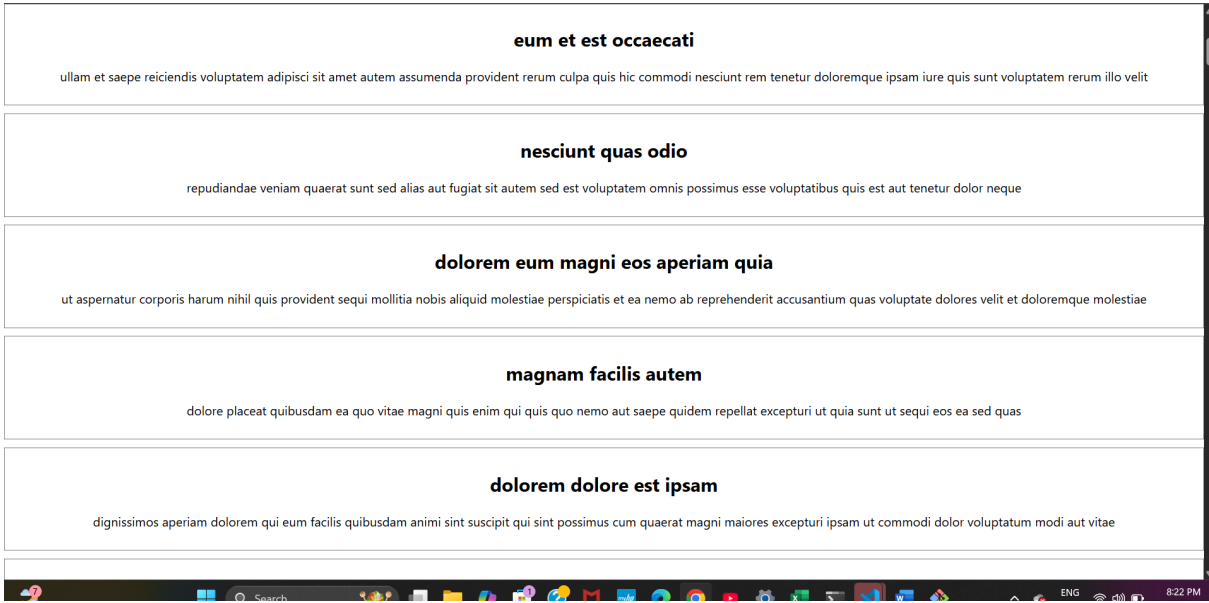 eum et est occaecati
ullam et saepe reiciendis voluptatem adipisci sit amet autem assumenda provident rerum culpa quis hic commodi nesciunt rem tenetur doloremque ipsam iure quis sunt voluptatem rerum illo velit
nesciunt quas odio
repudiandae veniam quaerat sunt sed alias aut fugiat sit autem sed est voluptatem omnis possimus esse voluptatibus quis est aut tenetur dolor neque
dolorem eum magni eos aperiam quia
ut aspernatur corporis harum nihil quis provident sequi mollitia nobis aliquid molestiae perspiciatis et ea nemo ab reprehenderit accusantium quas voluptate dolores velit et doloremque molestiae
magnam facilis autem
dolore placeat quibusdam ea quo vitae magni quis enim qui quis quo nemo aut saepe quidem repellat excepturi ut quia sunt ut sequi eos ea sed quas
dolorem dolore est ipsam
dignissimos aperiam dolorem qui eum facilis quibusdam animi sint suscipit qui sint possimus cum quaerat magni maiores excepturi ipsam ut commodi dolor voluptatum modi aut vitae
7 Search 1 ENG 8:22 PM